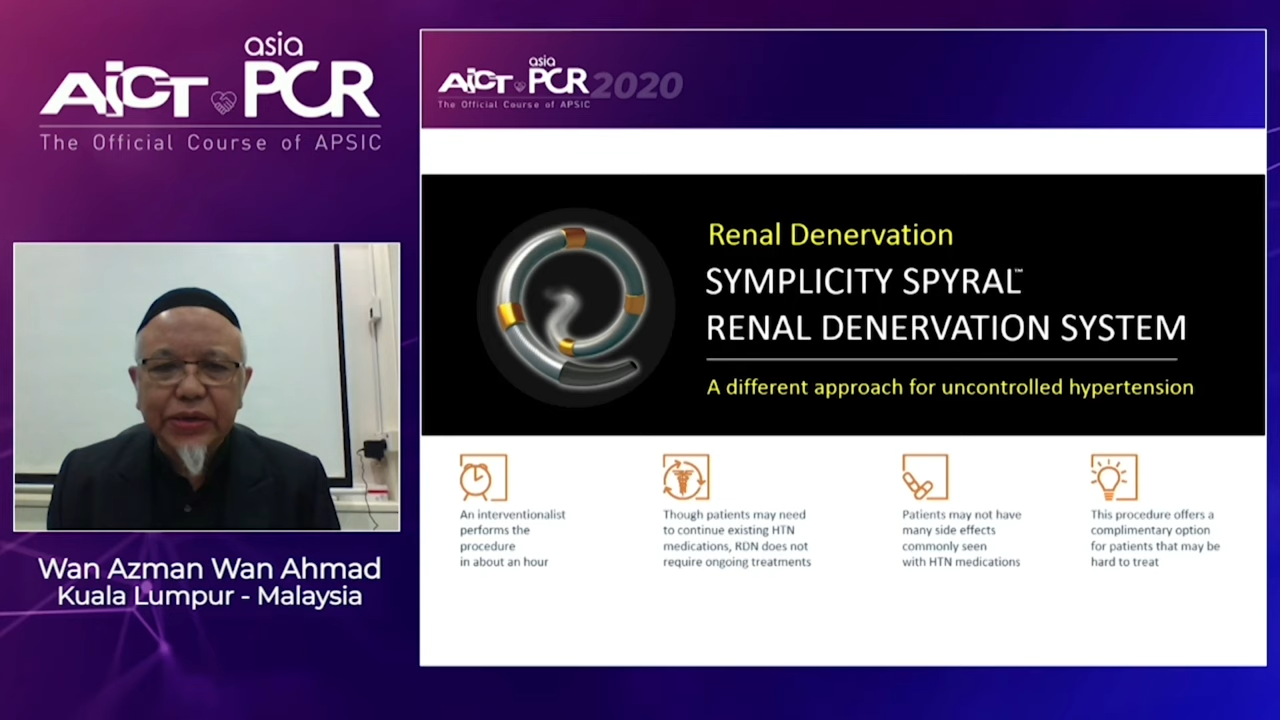 asia
AICT PCR
The Official Course of APSIC
Wan Azman Wan Ahmad
Kuala Lumpur - Malaysia
asia
AICT PCR 2020
The Official Course of APSIC
Renal Denervation
SYMPLICITY SPYRAL™
RENAL DENERVATION SYSTEM
A different approach for uncontrolled hypertension
An interventionalist
performs the
procedure
in about an hour
Though patients may need
to continue existing HTN
medications, RDN does not
require ongoing treatments
Patients may not have
many side effects
commonly seen
with HTN medications
This procedure offers a
complimentary option
for patients that may be
hard to treat